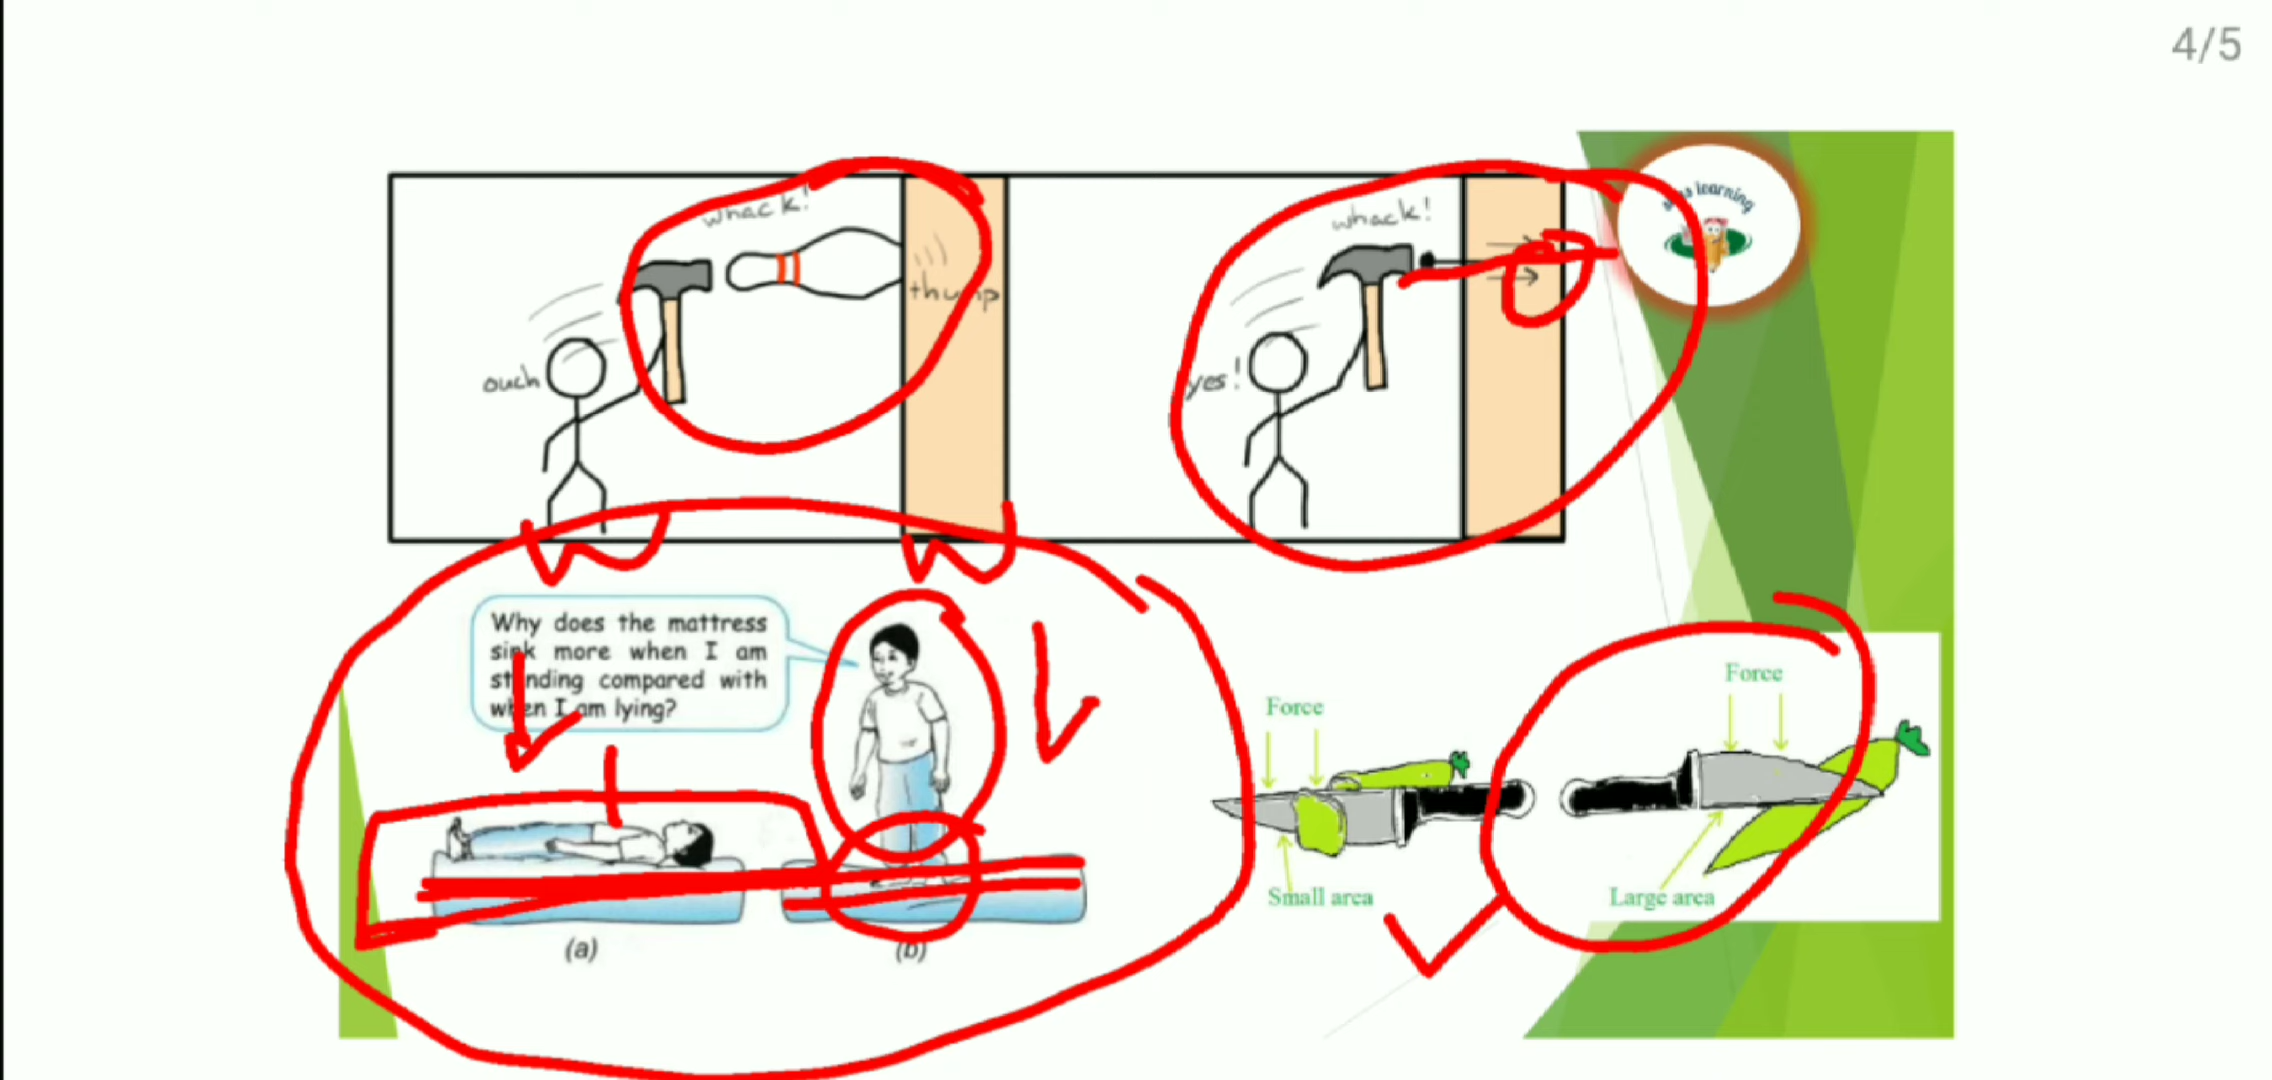 4/5
learning
whack!
whack!
thump
ouch
yes!
Why does the mattress
sink more when I am
standing compared with
when I am lying?
Force
Force
Small area
Large area
(a)
(b)